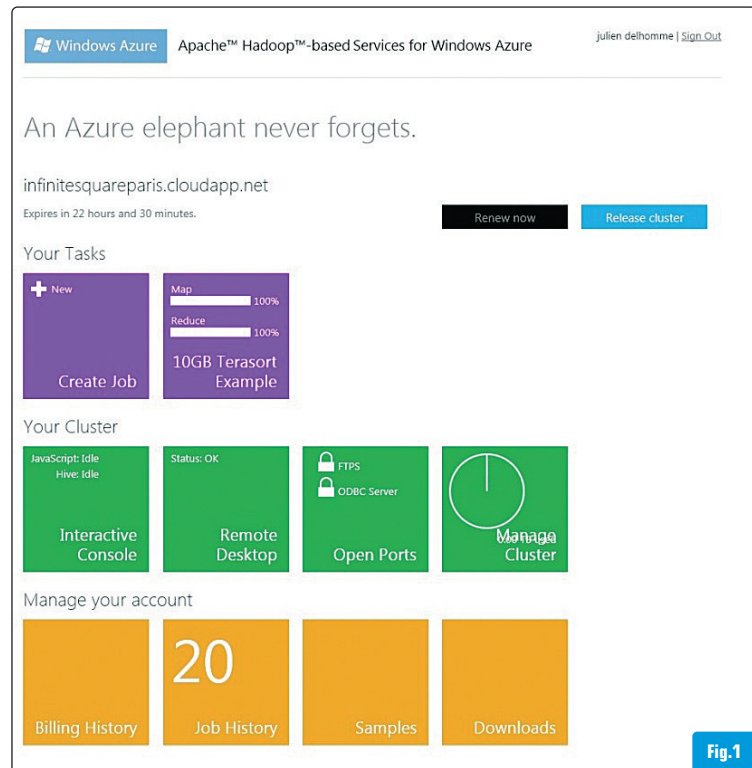 Windows Azure Apache™ Hadoop™-based Services for Windows Azure julien delhomme | Sign Out
An Azure elephant never forgets.
infinitesquareparis.cloudapp.net
Expires in 22 hours and 30 minutes.
Renew now Release cluster
Your Tasks
New
Create Job
Map
100%
Reduce
100%
10GB Terasort
Example
Your Cluster
JavaScript: Idle
Hive: Idle
Interactive
Console
Status: OK
Remote
Desktop
FTPS
ODBC Server
Open Ports
Manage
Cluster
Manage your account
Billing History
20
Job History
Samples
Downloads
Fig.1